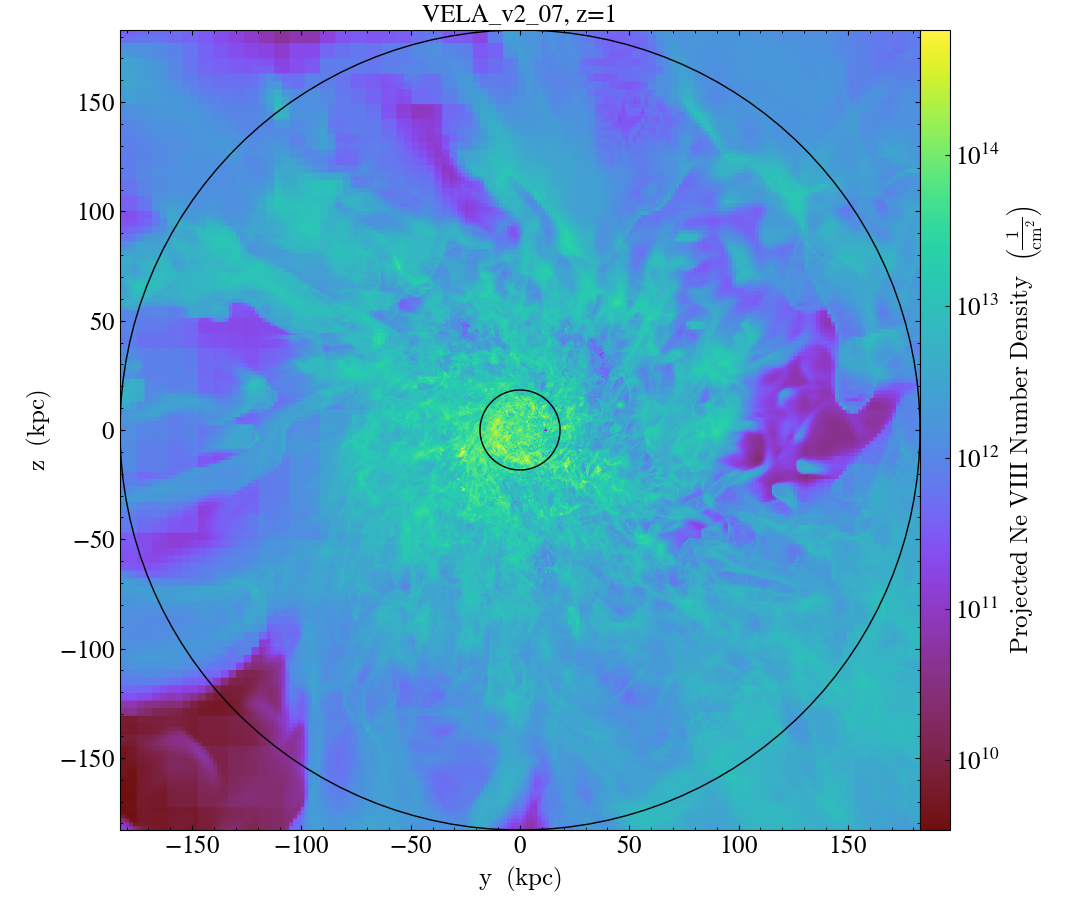 VELA_v2_07, z=1
150
100
50
0
−50
−100
−150
z (kpc)
−150 −100 −50 0 50 100 150
y (kpc)
10^14
10^13
10^12
10^11
10^10
Projected Ne VIII Number Density (1/cm^2)